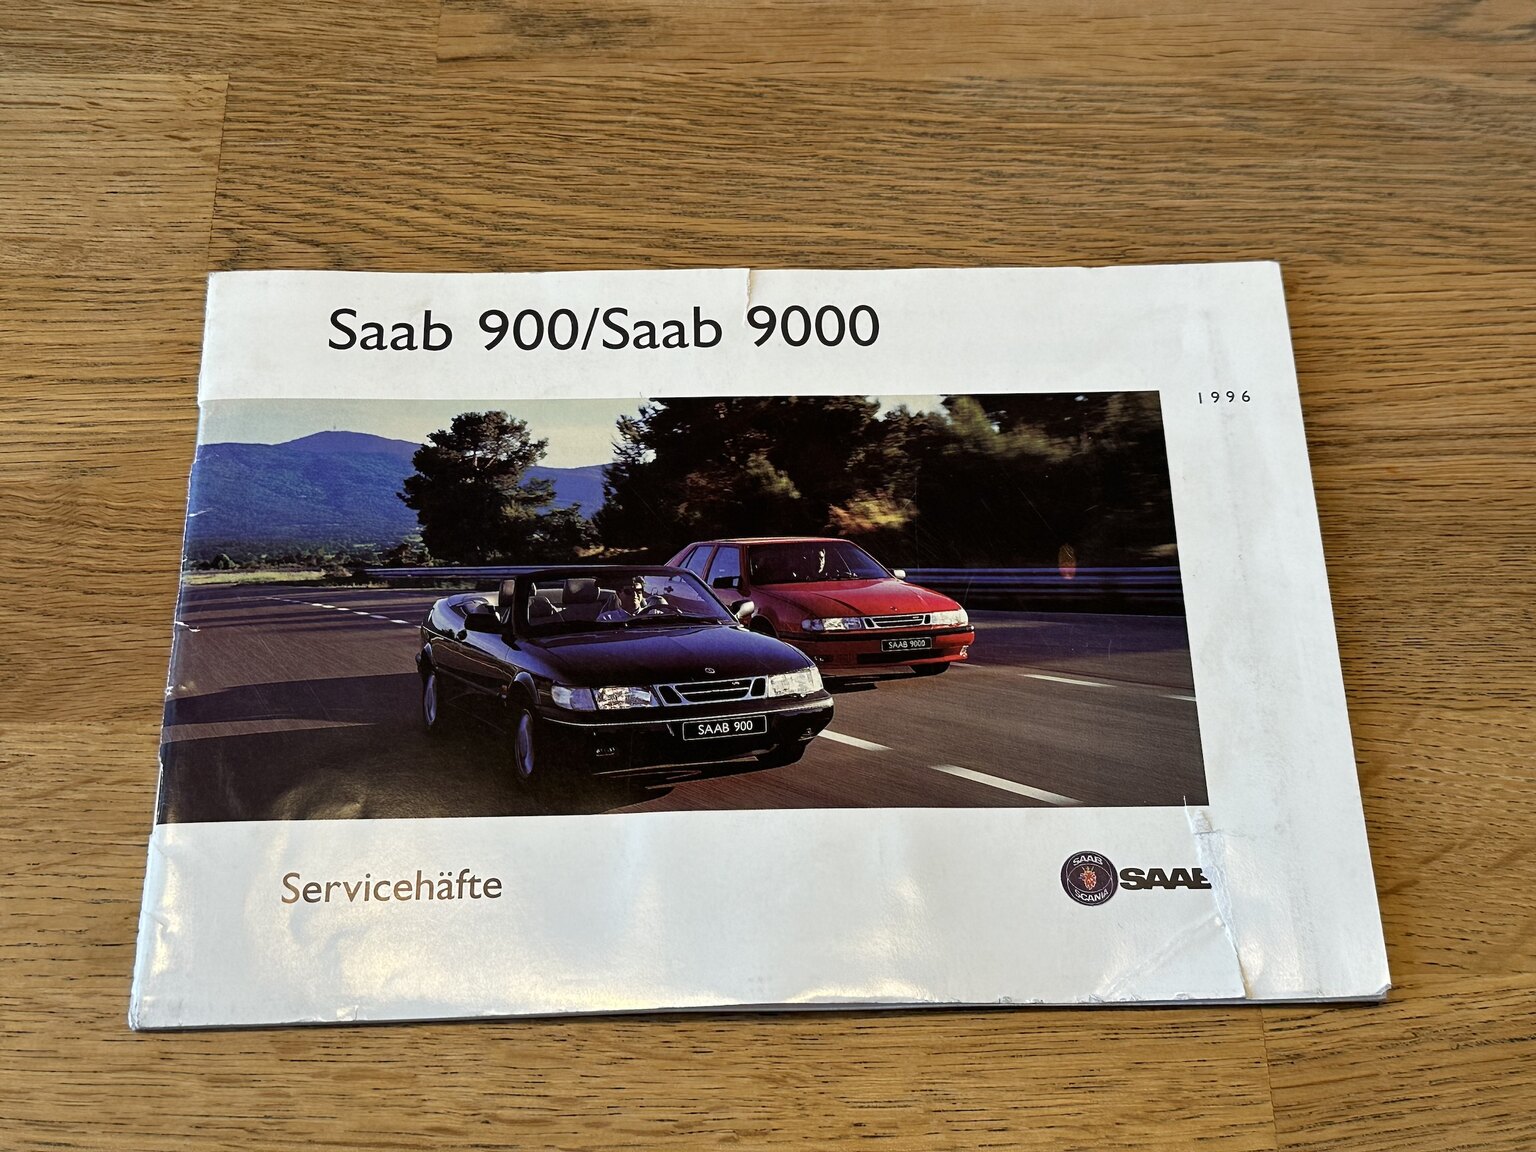 Saab 900/Saab 9000
1996
SAAB 9000
SAAB 900
Servicehäfte
SAAB
SCANIA
SAAB